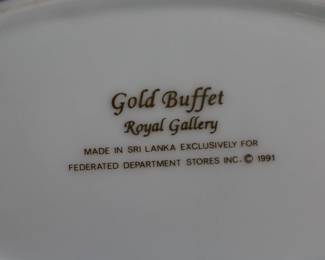 Gold Buffet
Royal Gallery
MADE IN SRI LANKA EXCLUSIVELY FOR
FEDERATED DEPARTMENT STORES INC. © 1991